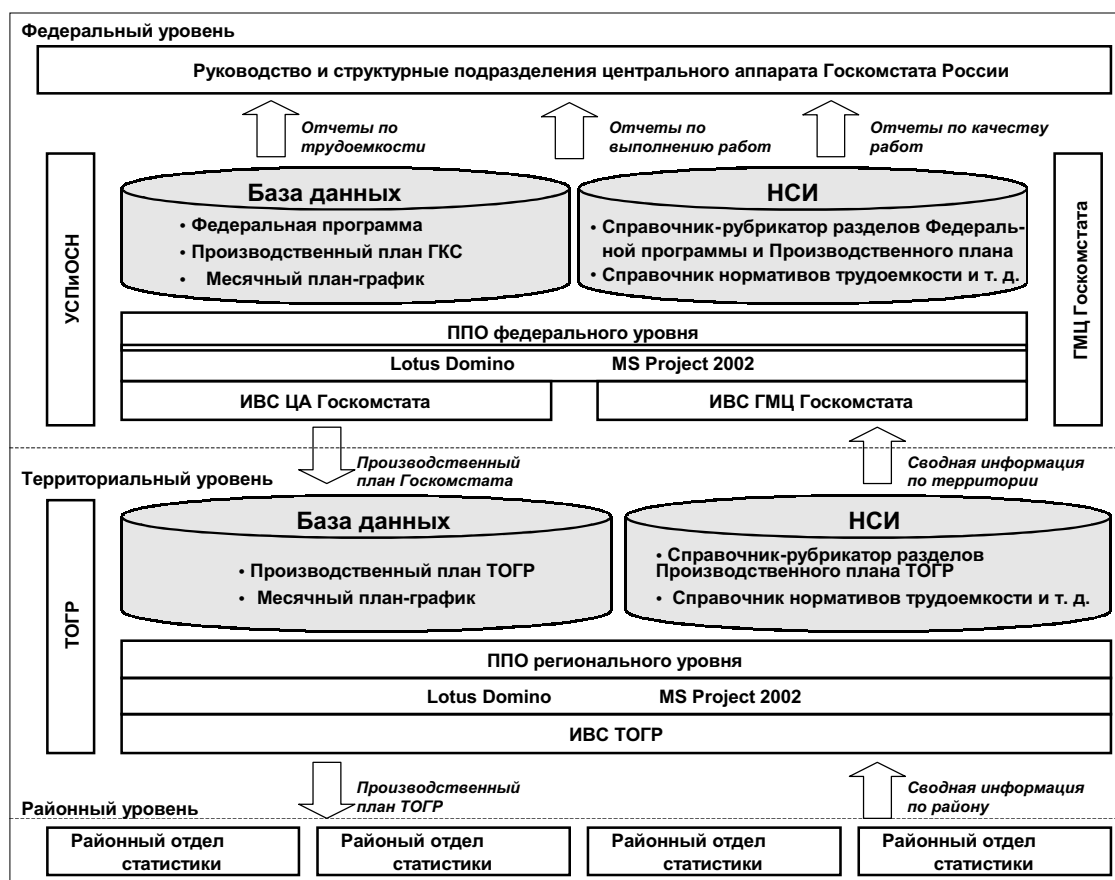 Федеральный уровень
Руководство и структурные подразделения центрального аппарата Госкомстата России
Отчеты по
трудоемкости
Отчеты по
выполнению работ
Отчеты по качеству
работ
УСПиОСН
База данных
• Федеральная программа
• Производственный план ГКС
• Месячный план-график
НСИ
• Справочник-рубрикатор разделов Федераль-
ной программы и Производственного плана
• Справочник нормативов трудоемкости и т. д.
ГМЦ Госкомстата
ППО федерального уровня
Lotus Domino MS Project 2002
ИВС ЦА Госкомстата
ИВС ГМЦ Госкомстата
Производственный
план Госкомстата
Сводная информация
по территории
Территориальный уровень
ТОГР
База данных
• Производственный план ТОГР
• Месячный план-график
НСИ
• Справочник-рубрикатор разделов
Производственного плана ТОГР
• Справочник нормативов трудоемкости и т. д.
ППО регионального уровня
Lotus Domino MS Project 2002
ИВС ТОГР
Производственный
план ТОГР
Сводная информация
по району
Районный уровень
Районный отдел
статистики
Райоый отдел
статистики
Районный отдел
статистики
Районный отдел
статистики